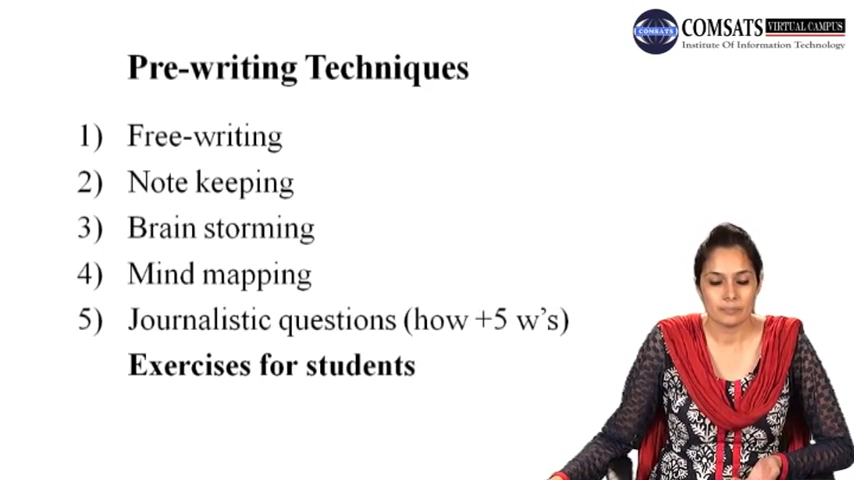 COMSATS VIRTUAL CAMPUS
COMSATS
Institute Of Information Technology
Pre-writing Techniques
1) Free-writing
2) Note keeping
3) Brain storming
4) Mind mapping
5) Journalistic questions (how +5 w's)
Exercises for students